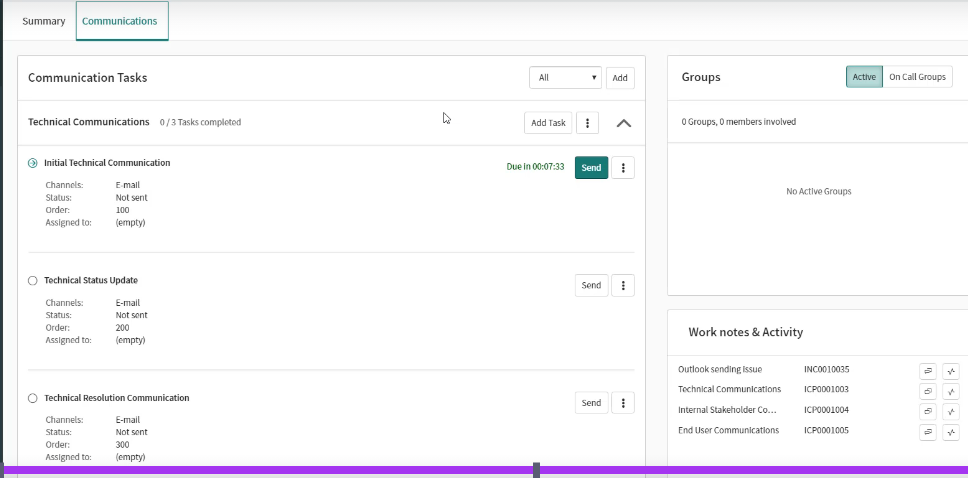 Summary Communications
Communication Tasks All Add
Technical Communications 0 / 3 Tasks completed Add Task
Initial Technical Communication Due in 00:07:33 Send
Channels: E-mail
Status: Not sent
Order: 100
Assigned to: (empty)
Technical Status Update Send
Channels: E-mail
Status: Not sent
Order: 200
Assigned to: (empty)
Technical Resolution Communication Send
Channels: E-mail
Status: Not sent
Order: 300
Assigned to: (empty)
Groups Active On Call Groups
0 Groups, 0 members involved
No Active Groups
Work notes & Activity
Outlook sending issue INC0010035
Technical Communications ICP0001003
Internal Stakeholder Co... ICP0001004
End User Communications ICP0001005